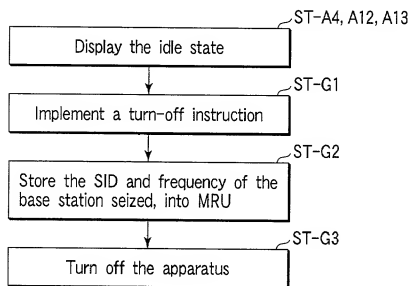 ST-A4, A12, A13
Display the idle state
ST-G1
Implement a turn-off instruction
ST-G2
Store the SID and frequency of the
base station seized, into MRU
ST-G3
Turn off the apparatus